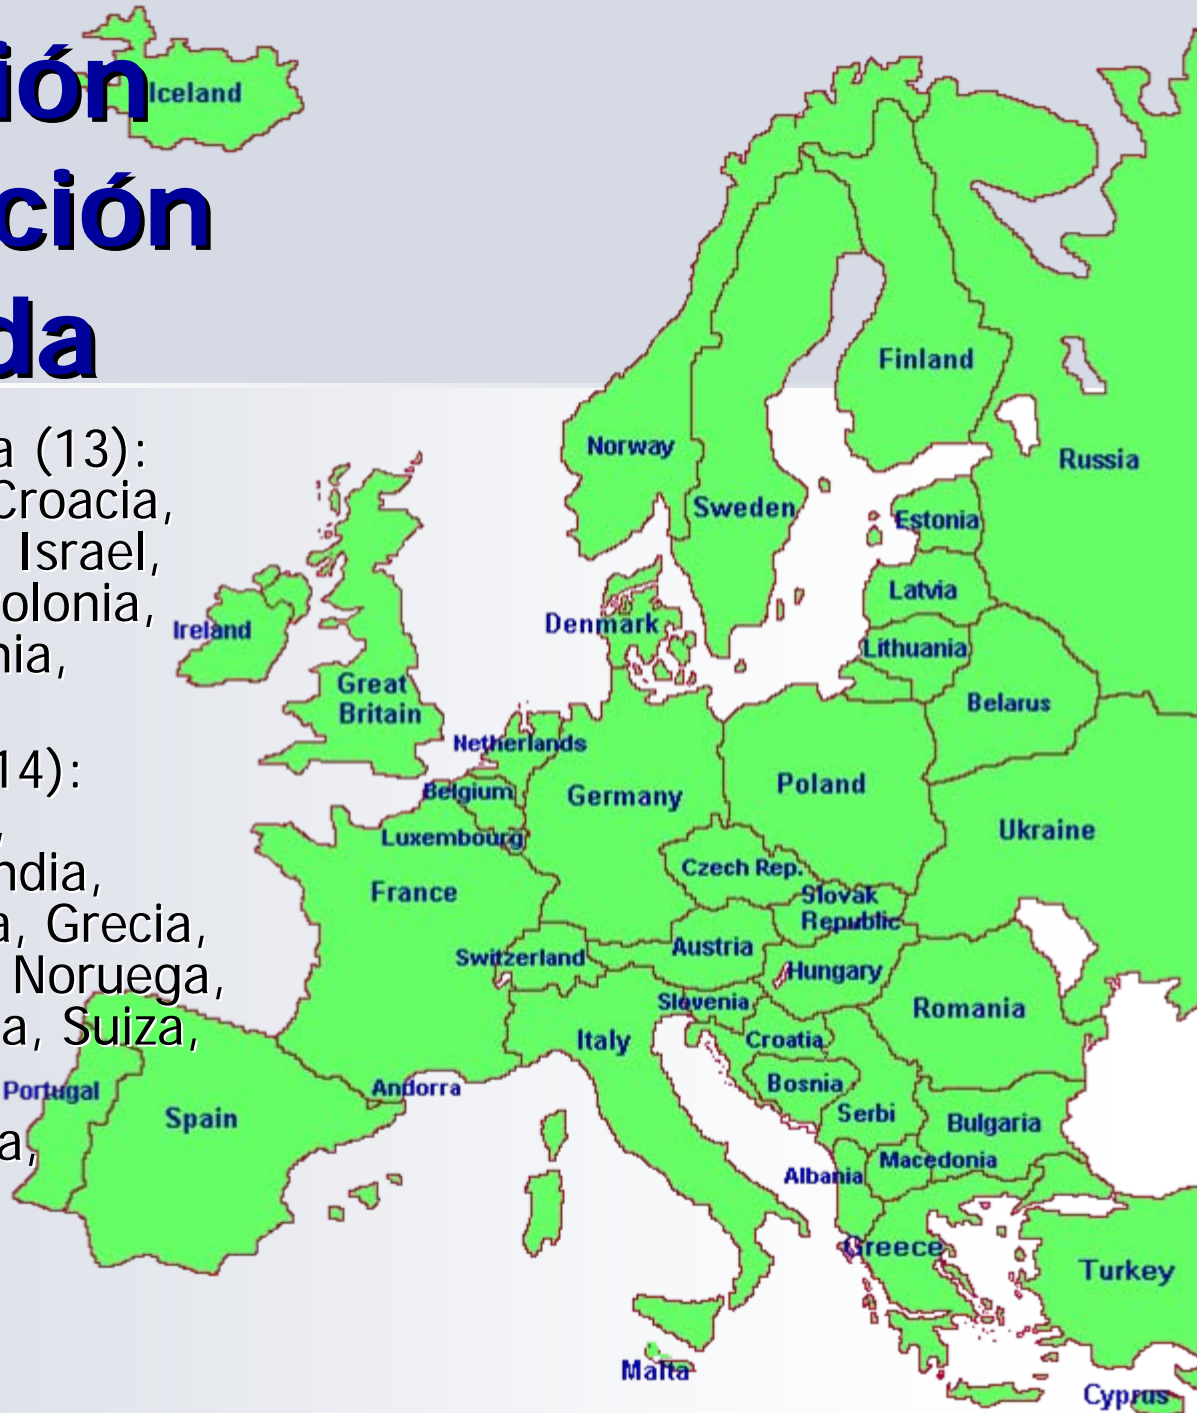 ión
ción
da
a (13):
Croacia,
Israel,
olonia,
nia,
14):
,
ndia,
a, Grecia,
Noruega,
a, Suiza,
a,
Iceland
Norway
Sweden
Finland
Russia
Estonia
Latvia
Lithuania
Belarus
Denmark
Ireland
Great
Britain
Netherlands
Belgium
Luxembourg
Germany
Poland
Ukraine
Czech Rep.
Slovak
Republic
France
Switzerland
Austria
Hungary
Slovenia
Romania
Italy
Croatia
Bosnia
Serbi
Bulgaria
Andorra
Portugal
Spain
Albania
Macedonia
Greece
Turkey
Malta
Cyprus